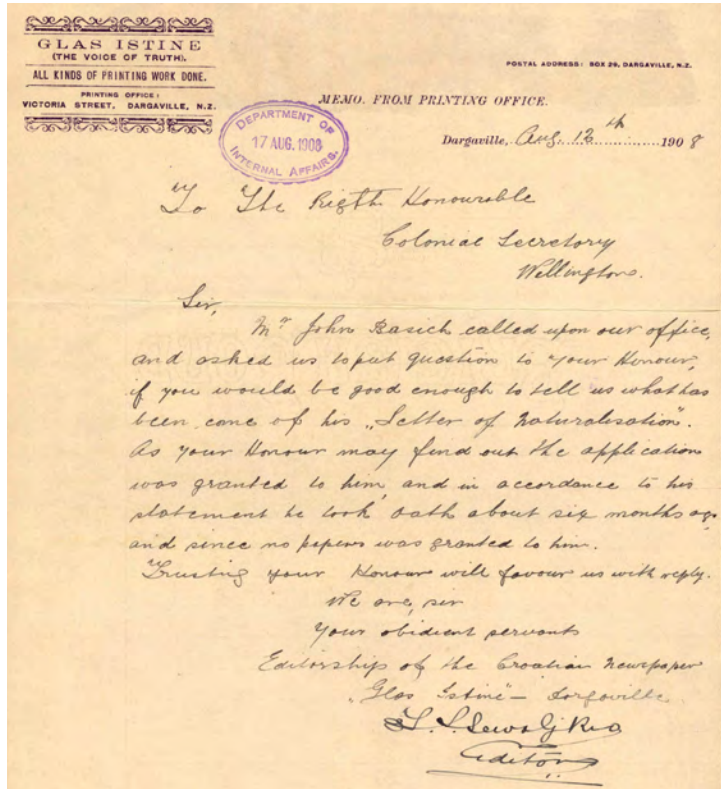 GLAS ISTINE
(THE VOICE OF TRUTH).
ALL KINDS OF PRINTING WORK DONE.
PRINTING OFFICE:
VICTORIA STREET, DARGAVILLE, N.Z.
POSTAL ADDRESS: BOX 29, DARGAVILLE, N.Z.
MEMO. FROM PRINTING OFFICE.
DEPARTMENT OF
17 AUG. 1908
INTERNAL AFFAIRS.
Dargaville, Aug. 12th 1908
To The Rigth Honourable
Colonial Secretory
Wellington.
Sir,
Mr John Basich called upon our office,
and asked us to put question to your Honour,
if you would be good enough to tell us what has
been come of his „Letter of Naturalisation".
As your Honour may find out the application
was granted to him, and in accordance to his
statement he took oath about six months ago
and since no papers was granted to him.
Trusting your Honour will favour us with reply.
We are, sir
Your obidient servants
Editorship of the Croatian Newspaper
„Glas Istine" – Dargaville.
Editor